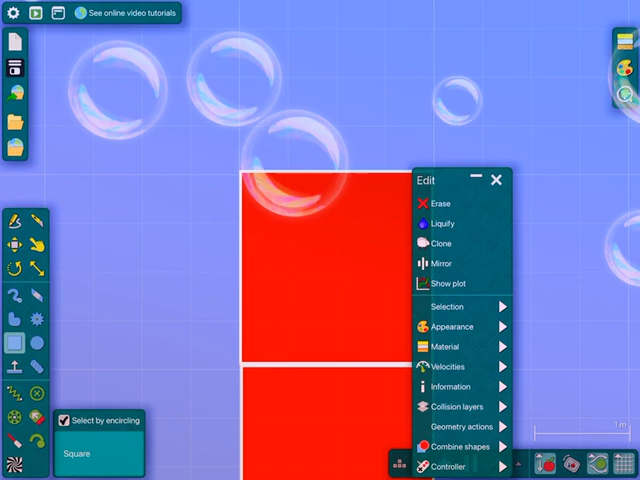 See online video tutorials
Edit
Erase
Liquify
Clone
Mirror
Show plot
Selection
Appearance
Material
Velocities
Information
Collision layers
Geometry actions
Combine shapes
Controller
Select by encircling
Square
1 m